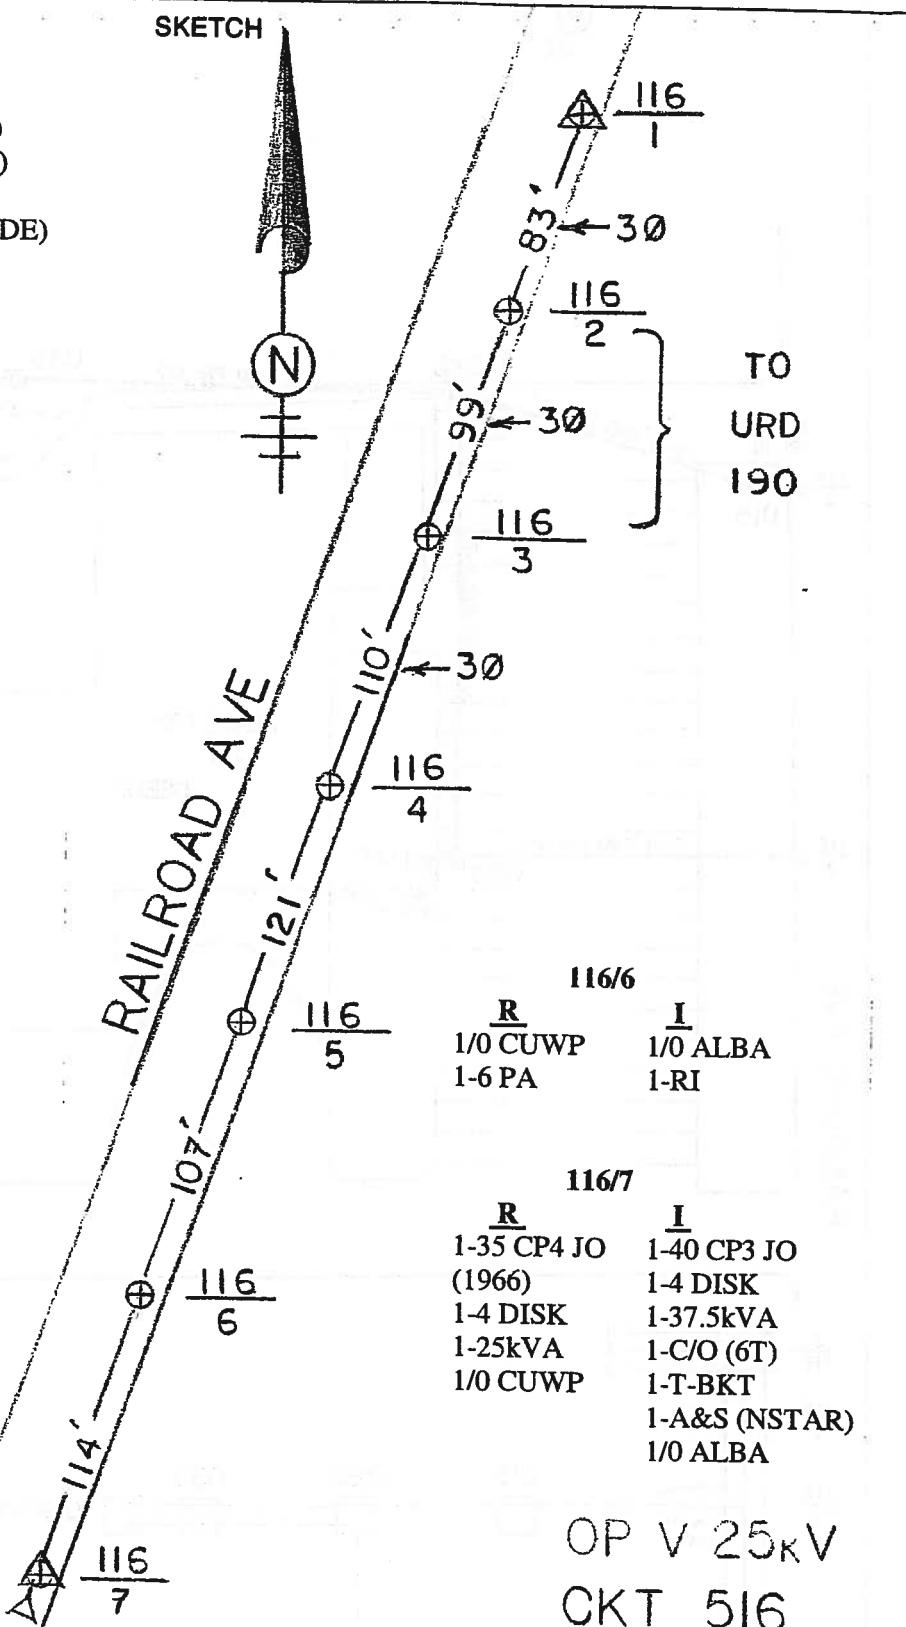 SKETCH
)
)
DE)
N
116
1
83'
30
116
2
99'
30
TO
URD
190
116
3
110'
30
RAILROAD AVE
116
4
121'
116
5
107'
116/6
R I
1/0 CUWP 1/0 ALBA
1-6 PA 1-RI
116
6
116/7
R I
1-35 CP4 JO 1-40 CP3 JO
(1966) 1-4 DISK
1-4 DISK 1-37.5kVA
1-25kVA 1-C/O (6T)
1/0 CUWP 1-T-BKT
1-A&S (NSTAR)
1/0 ALBA
114'
116
7
OP V 25KV
CKT 516